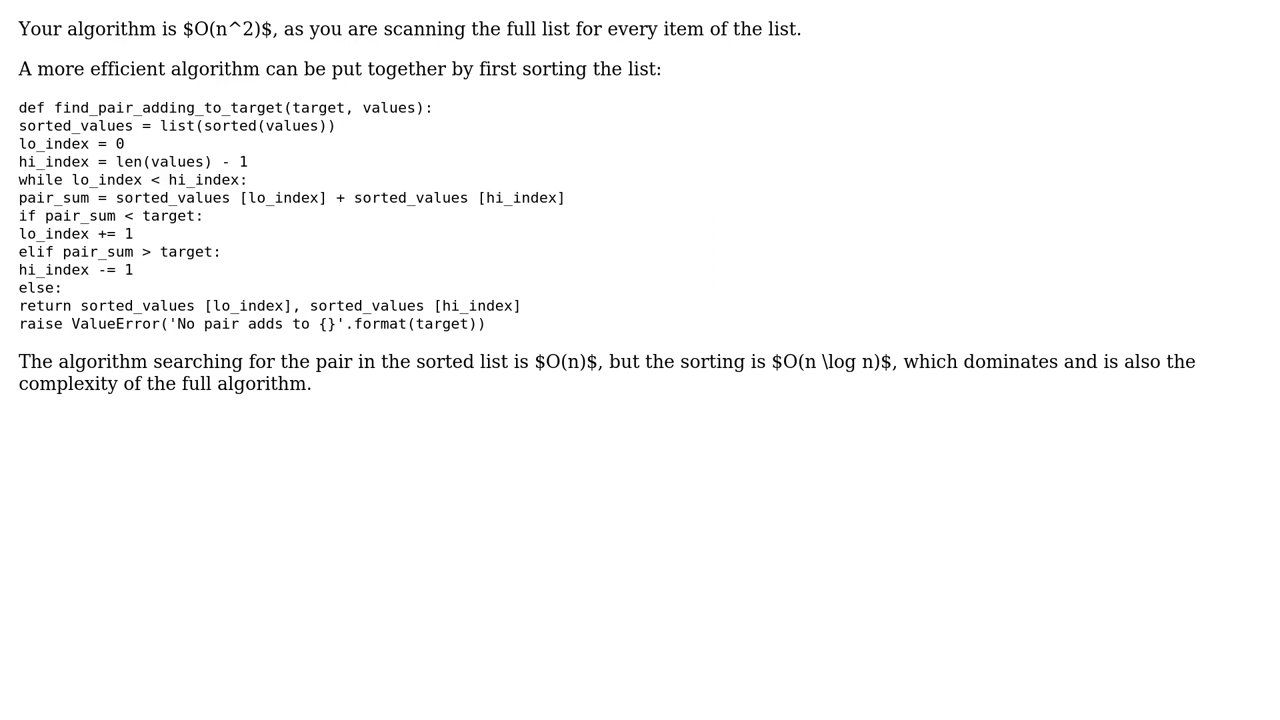 Your algorithm is $O(n^2)$, as you are scanning the full list for every item of the list.
A more efficient algorithm can be put together by first sorting the list:
def find_pair_adding_to_target(target, values):
sorted_values = list(sorted(values))
lo_index = 0
hi_index = len(values) - 1
while lo_index < hi_index:
pair_sum = sorted_values [lo_index] + sorted_values [hi_index]
if pair_sum < target:
lo_index += 1
elif pair_sum > target:
hi_index -= 1
else:
return sorted_values [lo_index], sorted_values [hi_index]
raise ValueError('No pair adds to {}'.format(target))
The algorithm searching for the pair in the sorted list is $O(n)$, but the sorting is $O(n \log n)$, which dominates and is also the
complexity of the full algorithm.